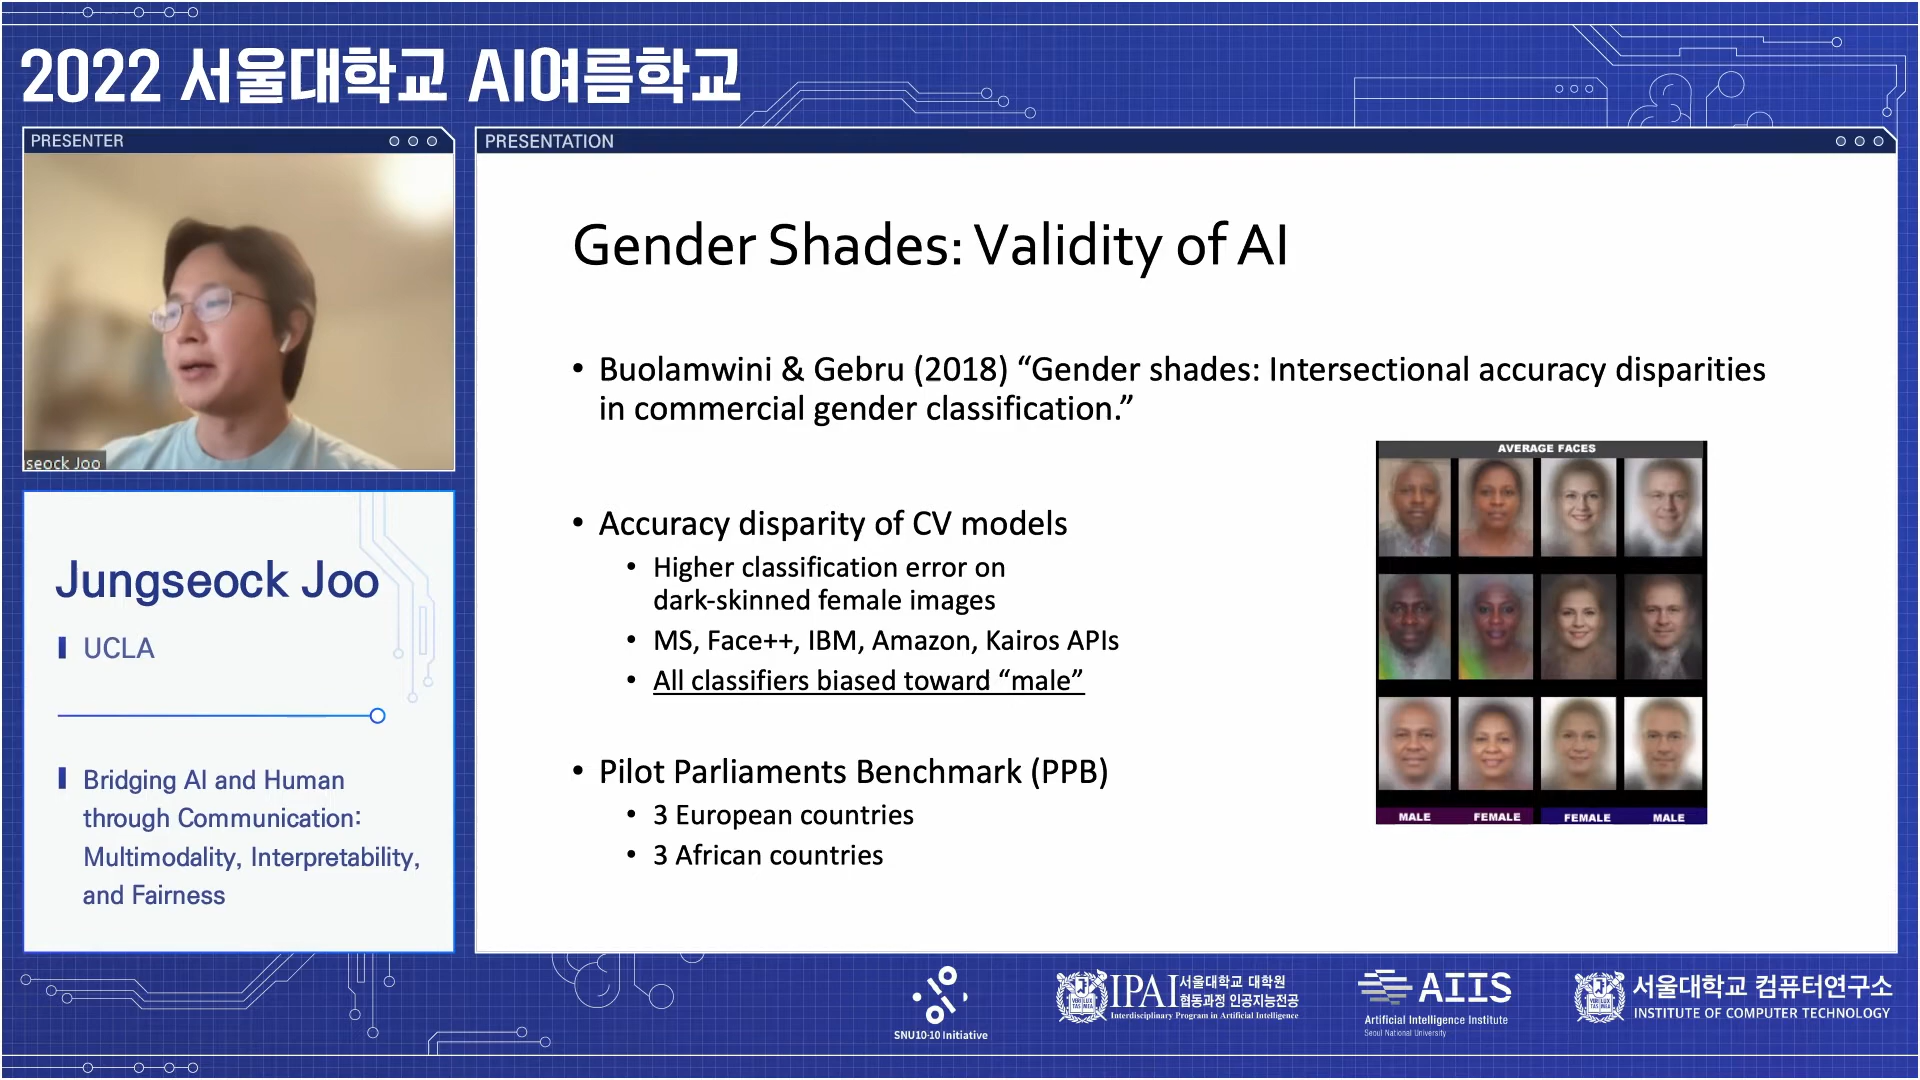 2022 서울대학교 AI여름학교
PRESENTER
seock Joo
Jungseock Joo
UCLA
Bridging AI and Human
through Communication:
Multimodality, Interpretability,
and Fairness
PRESENTATION
Gender Shades: Validity of AI
• Buolamwini & Gebru (2018) “Gender shades: Intersectional accuracy disparities
in commercial gender classification.”
• Accuracy disparity of CV models
• Higher classification error on
dark-skinned female images
• MS, Face++, IBM, Amazon, Kairos APIs
• All classifiers biased toward “male”
• Pilot Parliaments Benchmark (PPB)
• 3 European countries
• 3 African countries
AVERAGE FACES
MALE FEMALE FEMALE MALE
SNU10·10 Initiative
IPAI 서울대학교 대학원
협동과정 인공지능전공
Interdisciplinary Program in Artificial Intelligence
AIIS
Artificial Intelligence Institute
Seoul National University
서울대학교 컴퓨터연구소
INSTITUTE OF COMPUTER TECHNOLOGY